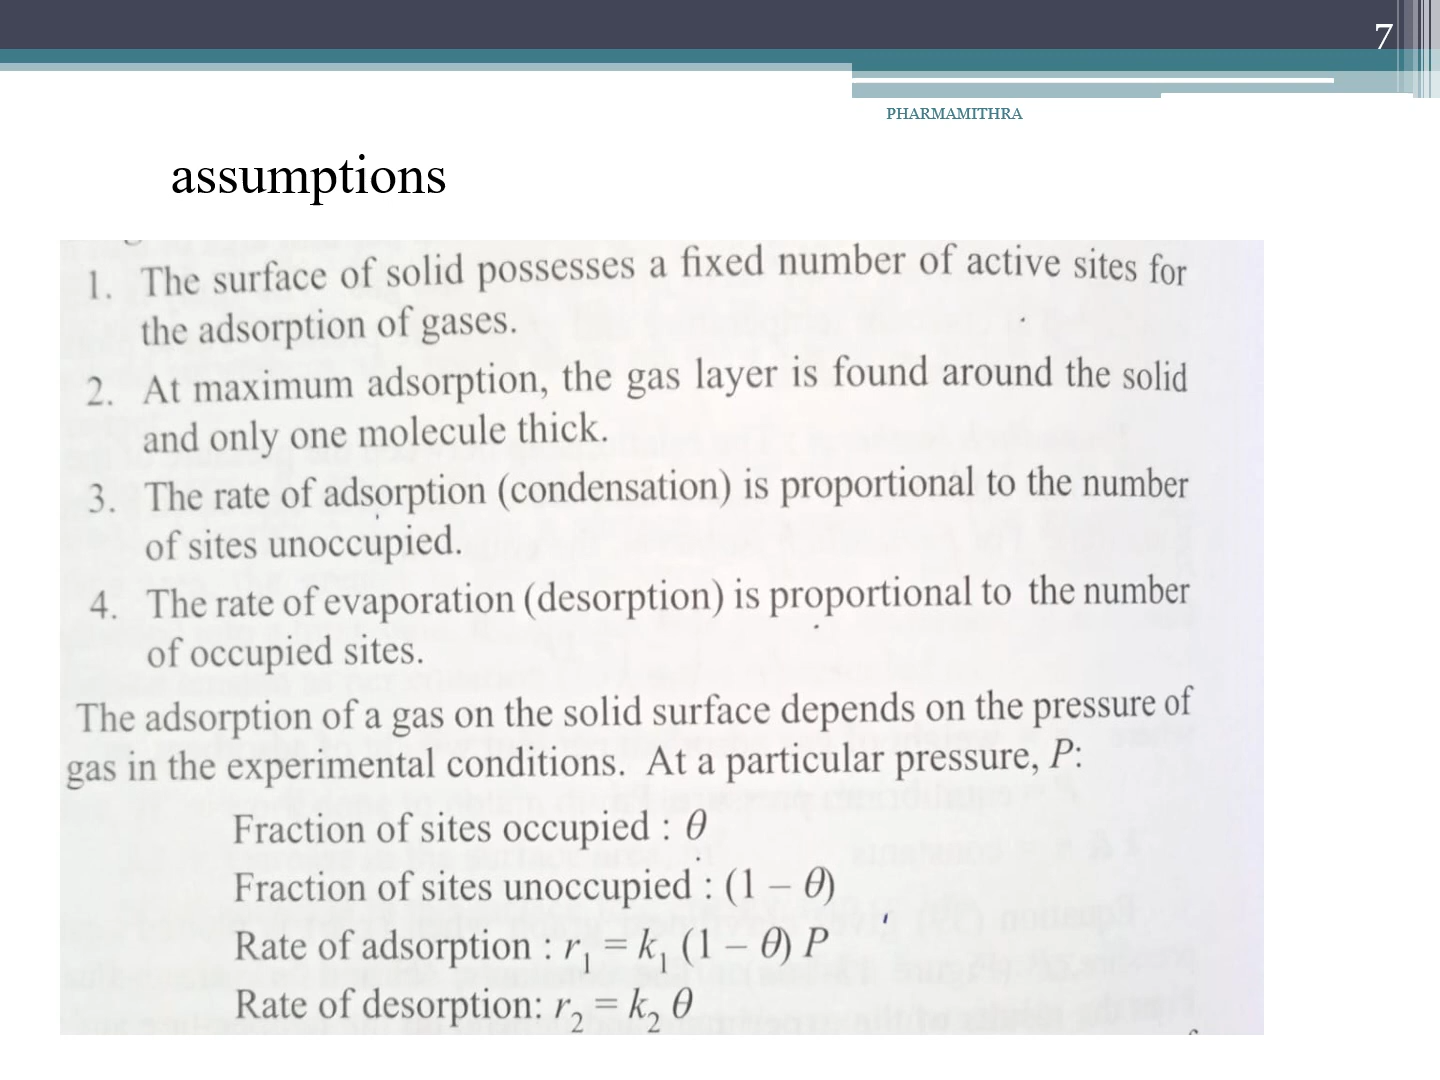 7
PHARMAMITHRA
assumptions
1. The surface of solid possesses a fixed number of active sites for
the adsorption of gases.
2. At maximum adsorption, the gas layer is found around the solid
and only one molecule thick.
3. The rate of adsorption (condensation) is proportional to the number
of sites unoccupied.
4. The rate of evaporation (desorption) is proportional to the number
of occupied sites.
The adsorption of a gas on the solid surface depends on the pressure of
gas in the experimental conditions. At a particular pressure, P:
Fraction of sites occupied : θ
Fraction of sites unoccupied : (1 – θ)
Rate of adsorption : r₁ = k₁ (1 – θ) P
Rate of desorption: r₂ = k₂ θ